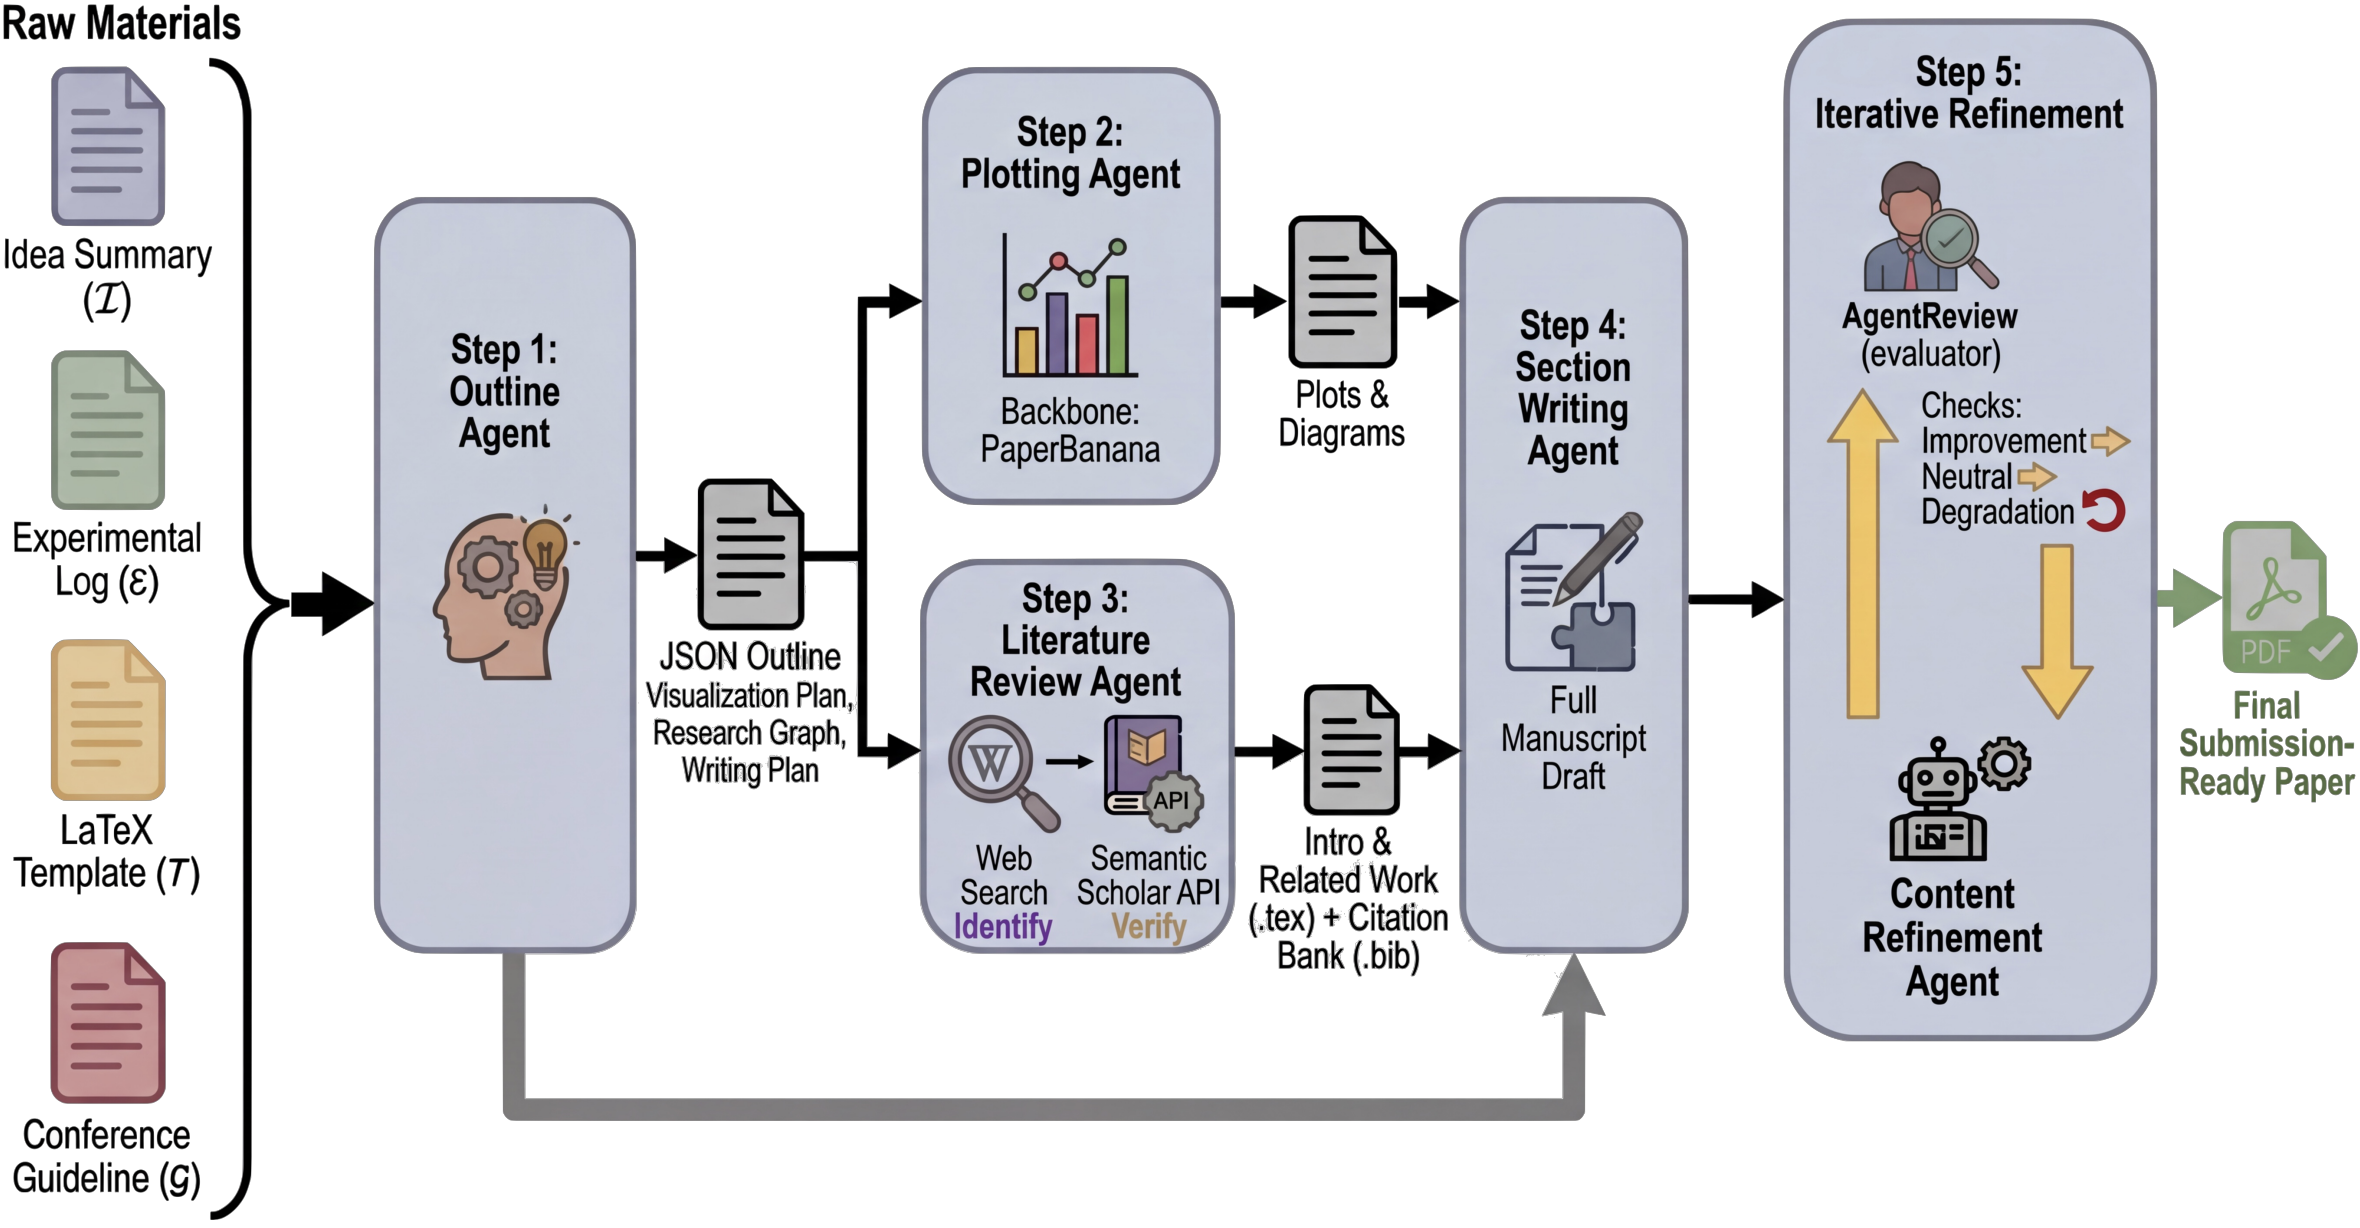 Raw Materials
Idea Summary
(ℐ)
Experimental
Log (ℰ)
LaTeX
Template (T)
Conference
Guideline (𝒢)
Step 1:
Outline
Agent
JSON Outline
Visualization Plan,
Research Graph,
Writing Plan
Step 2:
Plotting Agent
Backbone:
PaperBanana
Plots &
Diagrams
Step 3:
Literature
Review Agent
W
API
Web
Search
Identify
Semantic
Scholar API
Verify
Intro &
Related Work
(.tex) + Citation
Bank (.bib)
Step 4:
Section
Writing
Agent
Full
Manuscript
Draft
Step 5:
Iterative Refinement
AgentReview
(evaluator)
Checks:
Improvement
Neutral
Degradation
Content
Refinement
Agent
PDF
Final
Submission-
Ready Paper